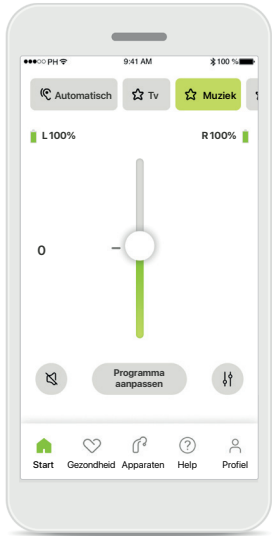 ●●●○○ PH 9:41 AM 100 %
Automatisch Tv Muziek
L 100% R 100%
0
Programma
aanpassen
Start Gezondheid Apparaten Help Profiel